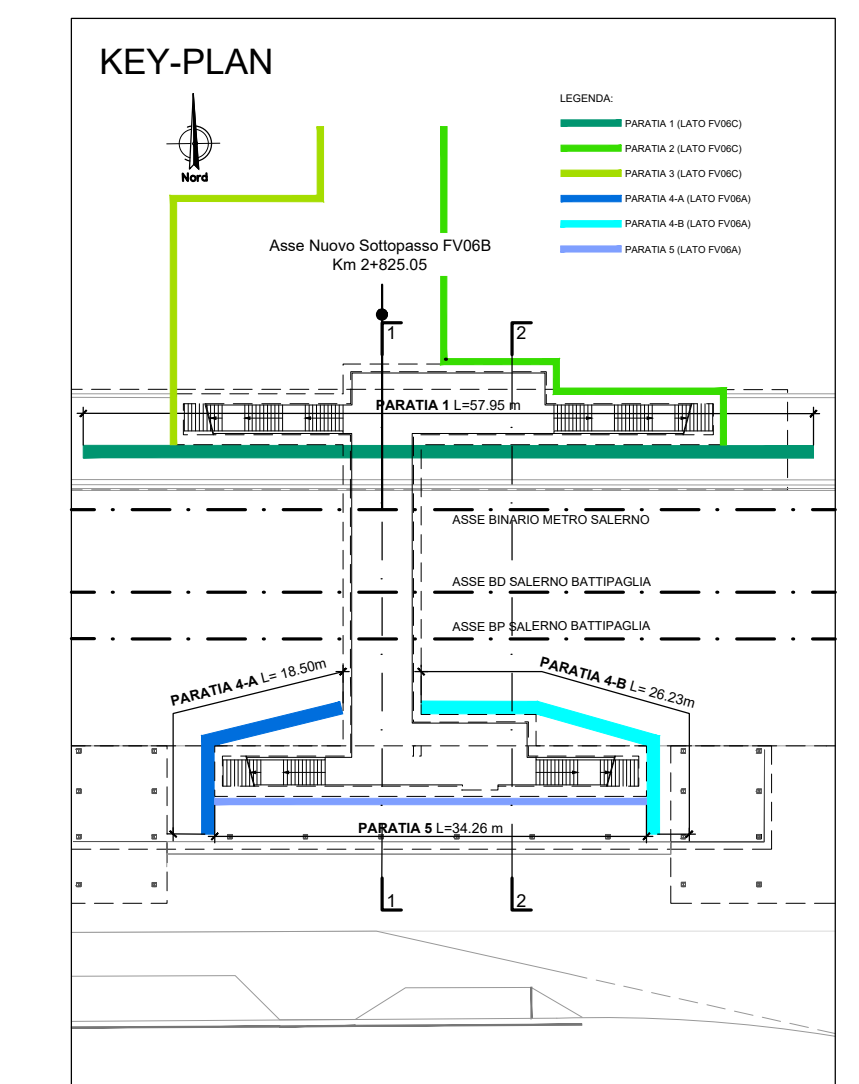 KEY-PLAN
Nord
LEGENDA:
PARATIA 1 (LATO FV06C)
PARATIA 2 (LATO FV06C)
PARATIA 3 (LATO FV06C)
PARATIA 4-A (LATO FV06A)
PARATIA 4-B (LATO FV06A)
PARATIA 5 (LATO FV06A)
Asse Nuovo Sottopasso FV06B
Km 2+825.05
1
2
PARATIA 1 L=57.95 m
ASSE BINARIO METRO SALERNO
ASSE BD SALERNO BATTIPAGLIA
ASSE BP SALERNO BATTIPAGLIA
PARATIA 4-A L= 18.50m
PARATIA 4-B L= 26.23m
PARATIA 5 L=34.26 m
1
2